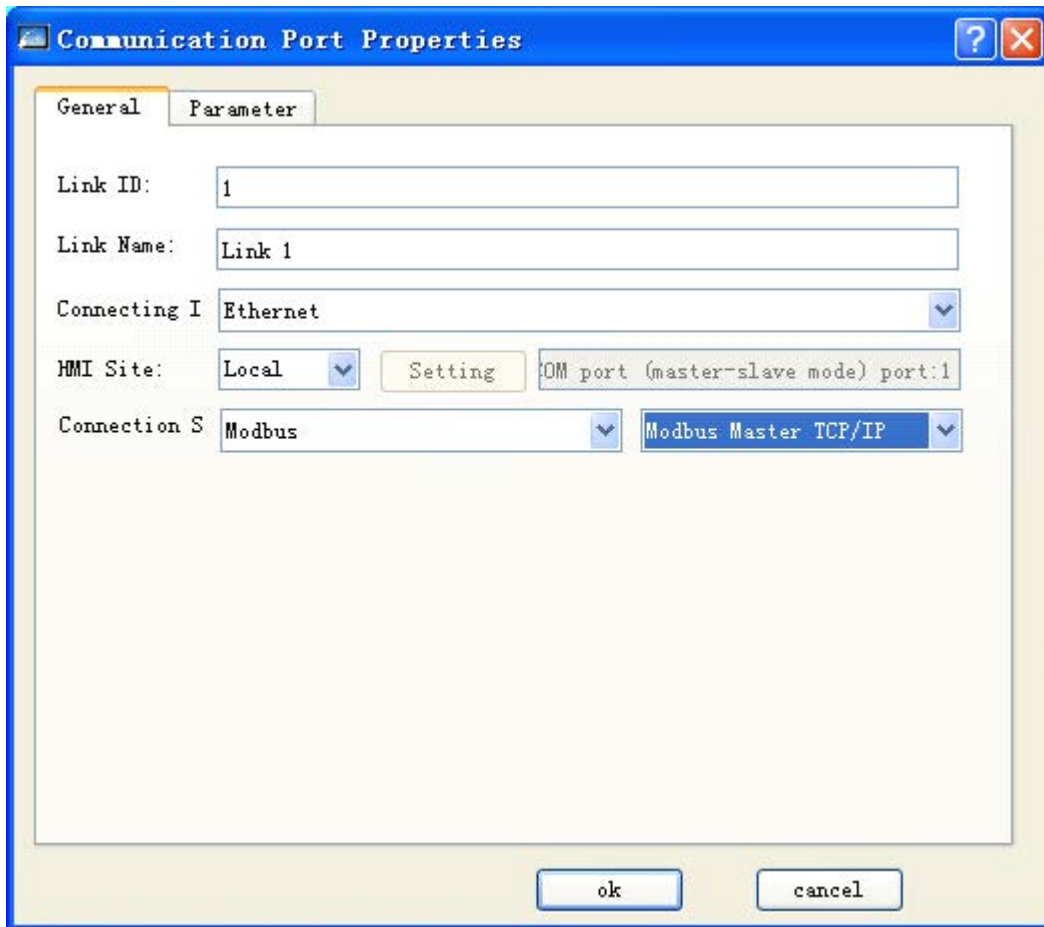 Communication Port Properties
General Parameter
Link ID: 1
Link Name: Link 1
Connecting I Ethernet
HMI Site: Local Setting OM port (master-slave mode) port:1
Connection S Modbus Modbus Master TCP/IP
ok cancel